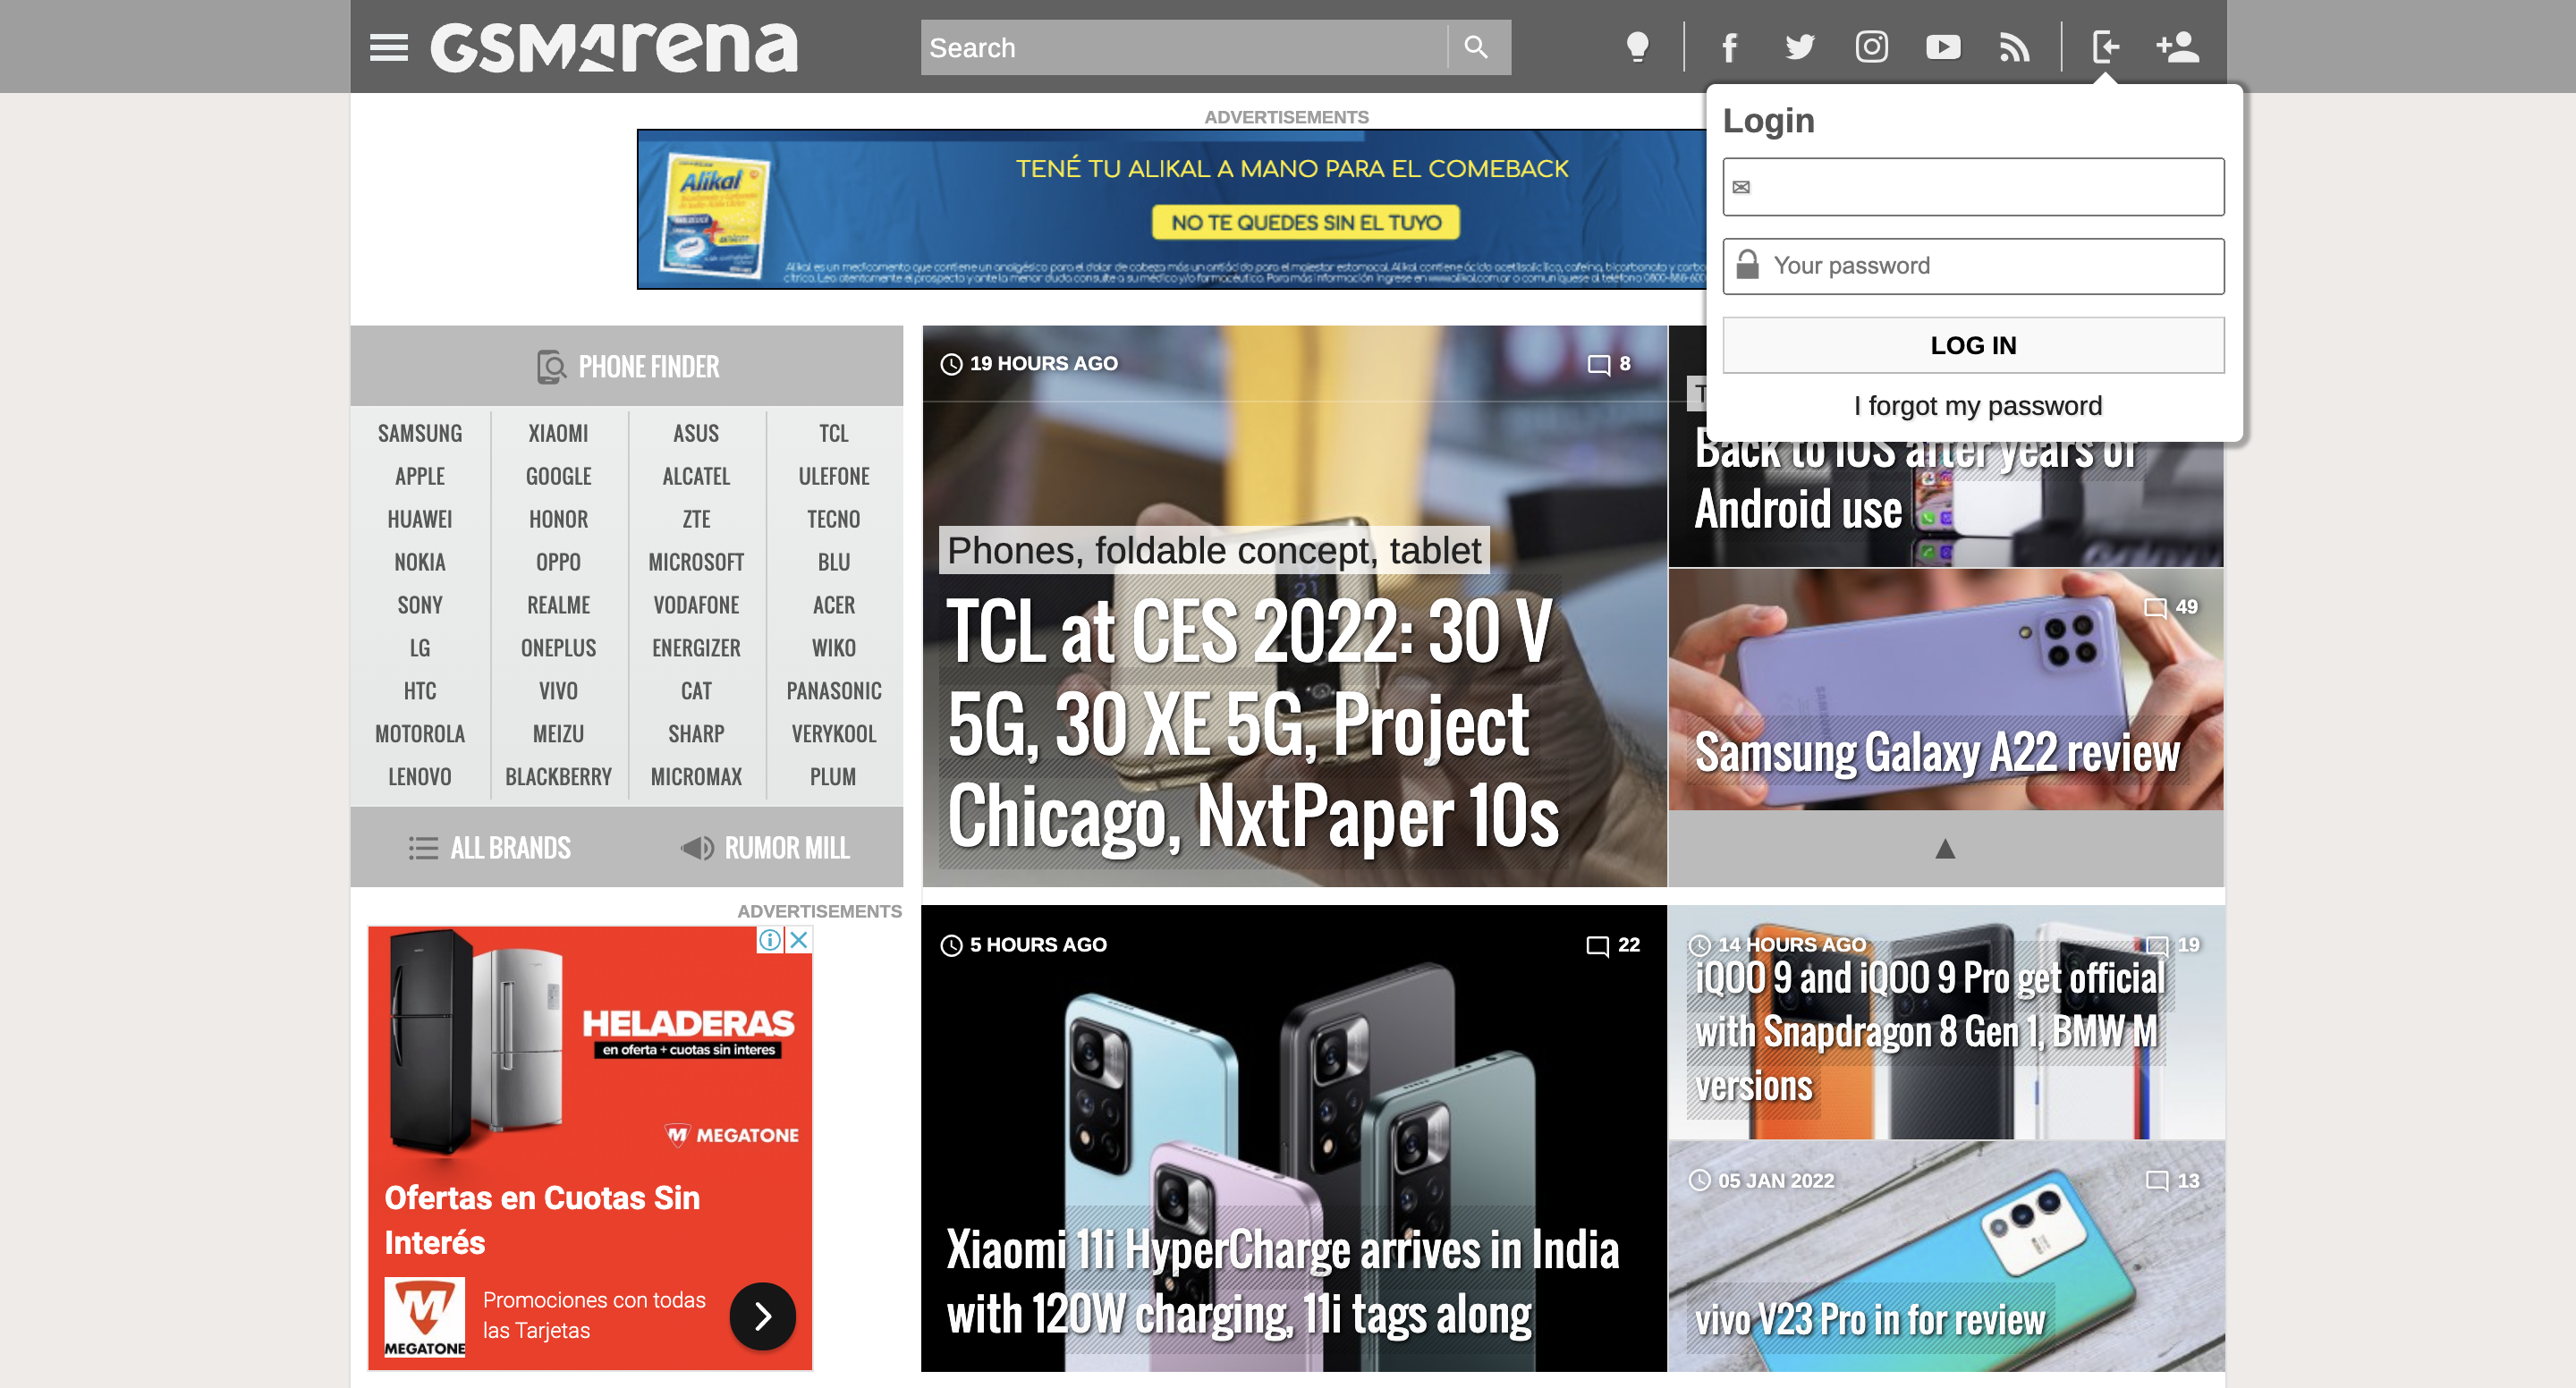 GSMArena
Search
Login
Your password
LOG IN
I forgot my password
ADVERTISEMENTS
Alikal
TENÉ TU ALIKAL A MANO PARA EL COMEBACK
NO TE QUEDES SIN EL TUYO
PHONE FINDER
SAMSUNG XIAOMI ASUS TCL
APPLE GOOGLE ALCATEL ULEFONE
HUAWEI HONOR ZTE TECNO
NOKIA OPPO MICROSOFT BLU
SONY REALME VODAFONE ACER
LG ONEPLUS ENERGIZER WIKO
HTC VIVO CAT PANASONIC
MOTOROLA MEIZU SHARP VERYKOOL
LENOVO BLACKBERRY MICROMAX PLUM
ALL BRANDS RUMOR MILL
19 HOURS AGO 8
Phones, foldable concept, tablet
TCL at CES 2022: 30 V
5G, 30 XE 5G, Project
Chicago, NxtPaper 10s
Back to iOS after years of
Android use
49
Samsung Galaxy A22 review
ADVERTISEMENTS
HELADERAS
en oferta + cuotas sin interes
MEGATONE
Ofertas en Cuotas Sin
Interés
MEGATONE
Promociones con todas
las Tarjetas
5 HOURS AGO 22
Xiaomi 11i HyperCharge arrives in India
with 120W charging, 11i tags along
14 HOURS AGO 19
iQOO 9 and iQOO 9 Pro get official
with Snapdragon 8 Gen 1, BMW M
versions
05 JAN 2022 13
vivo V23 Pro in for review